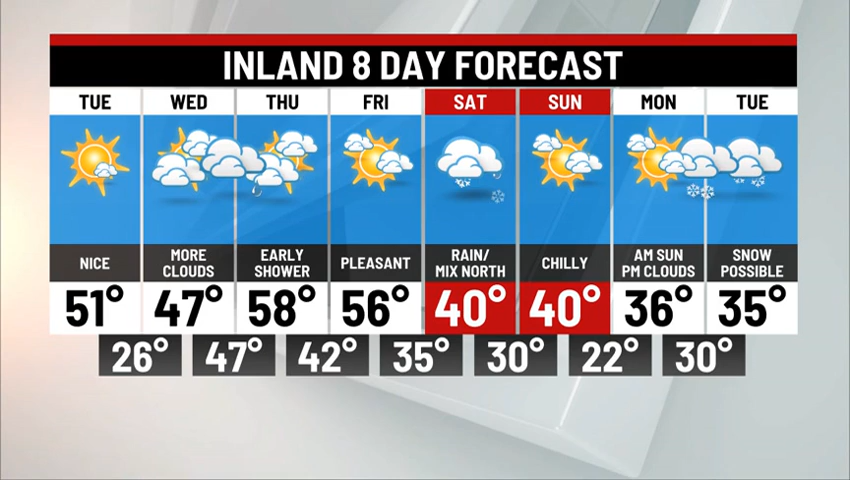 INLAND 8 DAY FORECAST
TUE WED THU FRI SAT SUN MON TUE
NICE
MORE
CLOUDS
EARLY
SHOWER
PLEASANT
RAIN/
MIX NORTH
CHILLY
AM SUN
PM CLOUDS
SNOW
POSSIBLE
51° 47° 58° 56° 40° 40° 36° 35°
26° 47° 42° 35° 30° 22° 30°